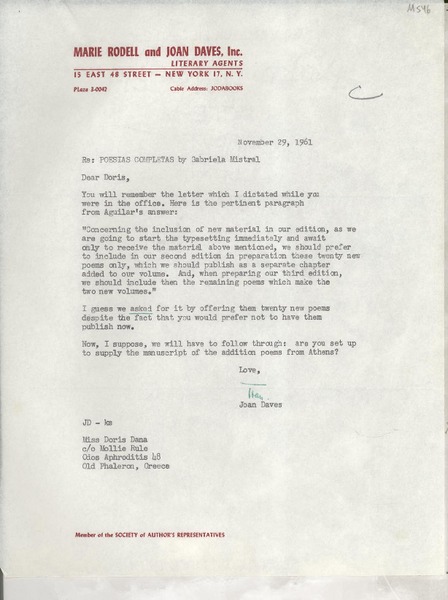 M546
MARIE RODELL and JOAN DAVES, Inc.
LITERARY AGENTS
15 EAST 48 STREET — NEW YORK 17, N. Y.
Plaza 3-0042 Cable Address: JODABOOKS
November 29, 1961
Re: POESIAS COMPLETAS by Gabriela Mistral
Dear Doris,
You will remember the letter which I dictated while you
were in the office. Here is the pertinent paragraph
from Aguilar's answer:
"Concerning the inclusion of new material in our edition, as we
are going to start the typesetting immediately and await
only to receive the material above mentioned, we should prefer
to include in our second edition in preparation these twenty new
poems only, which we should publish as a separate chapter
added to our volume. And, when preparing our third edition,
we should include then the remaining poems which make the
two new volumes."
I guess we asked for it by offering them twenty new poems
despite the fact that you would prefer not to have them
publish now.
Now, I suppose, we will have to follow through: are you set up
to supply the manuscript of the addition poems from Athens?
Love,
Joan Daves
JD - km
Miss Doris Dana
c/o Mollie Rule
Odos Aphroditis 48
Old Phaleron, Greece
Member of the SOCIETY of AUTHOR'S REPRESENTATIVES